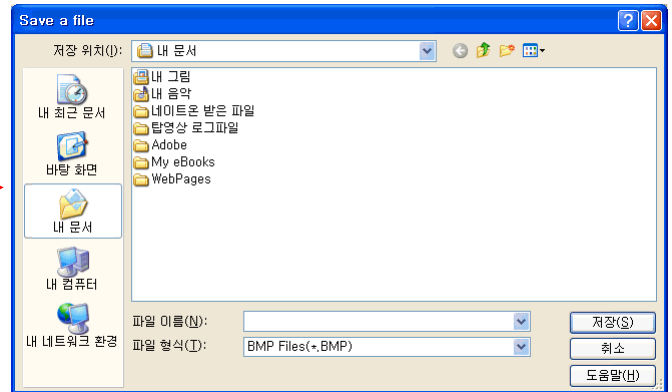 Save a file
저장 위치(I): 내 문서
내 최근 문서
바탕 화면
내 문서
내 컴퓨터
내 네트워크 환경
내 그림
내 음악
네이트온 받은 파일
탑영상 로그파일
Adobe
My eBooks
WebPages
파일 이름(N):
저장(S)
파일 형식(T): BMP Files(*,BMP)
취소
도움말(H)